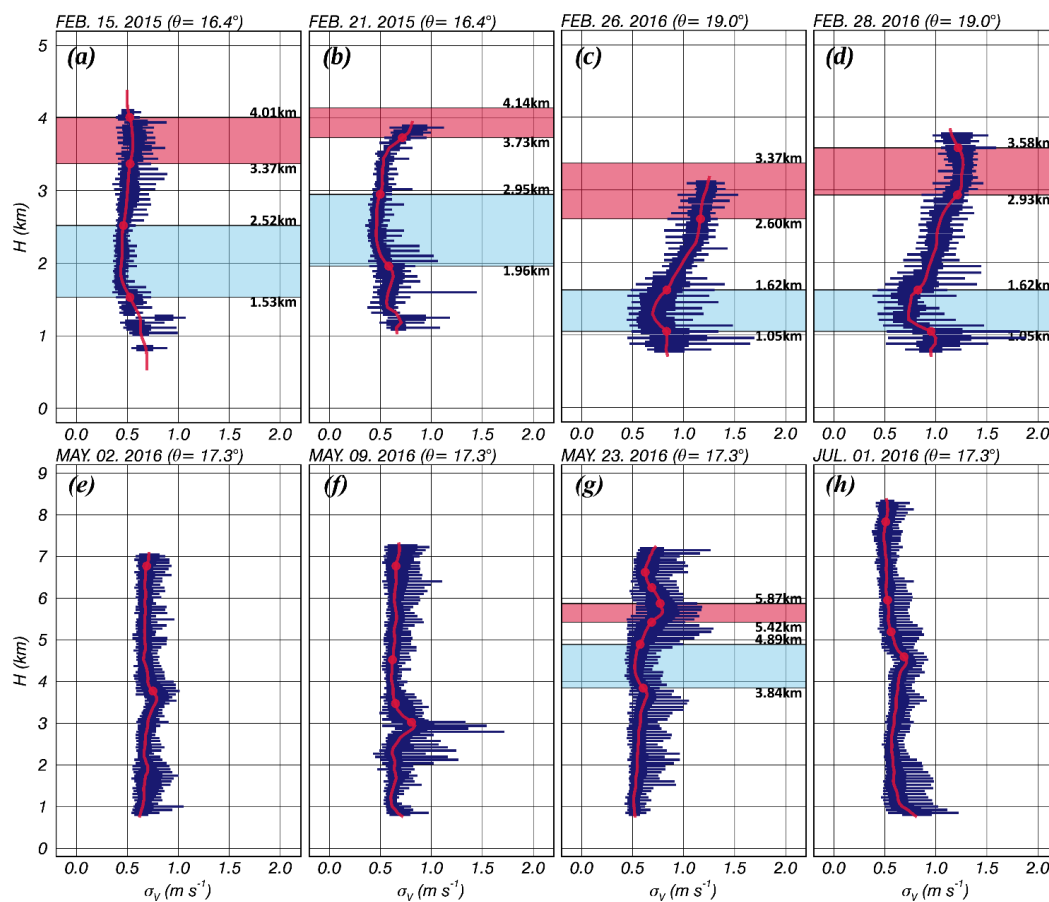 FEB. 15. 2015 (θ = 16.4°) FEB. 21. 2015 (θ = 16.4°) FEB. 26. 2016 (θ = 19.0°) FEB. 28. 2016 (θ = 19.0°)
(a) (b) (c) (d)
5
4
3
2
1
0
H (km)
4.01km
3.37km
2.52km
1.53km
4.14km
3.73km
2.95km
1.96km
3.37km
2.60km
1.62km
1.05km
3.58km
2.93km
1.62km
1.05km
0.0 0.5 1.0 1.5 2.0 0.0 0.5 1.0 1.5 2.0 0.0 0.5 1.0 1.5 2.0 0.0 0.5 1.0 1.5 2.0
MAY. 02. 2016 (θ = 17.3°) MAY. 09. 2016 (θ = 17.3°) MAY. 23. 2016 (θ = 17.3°) JUL. 01. 2016 (θ = 17.3°)
(e) (f) (g) (h)
9
8
7
6
5
4
3
2
1
0
H (km)
5.87km
5.42km
4.89km
3.84km
0.0 0.5 1.0 1.5 2.0 0.0 0.5 1.0 1.5 2.0 0.0 0.5 1.0 1.5 2.0 0.0 0.5 1.0 1.5 2.0
σv (m s⁻¹) σv (m s⁻¹) σv (m s⁻¹) σv (m s⁻¹)